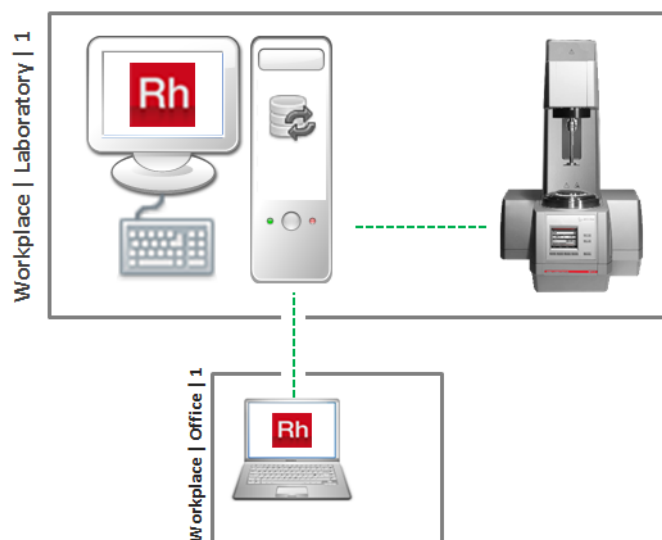 Workplace | Laboratory | 1
Rh
Workplace | Office | 1
Rh